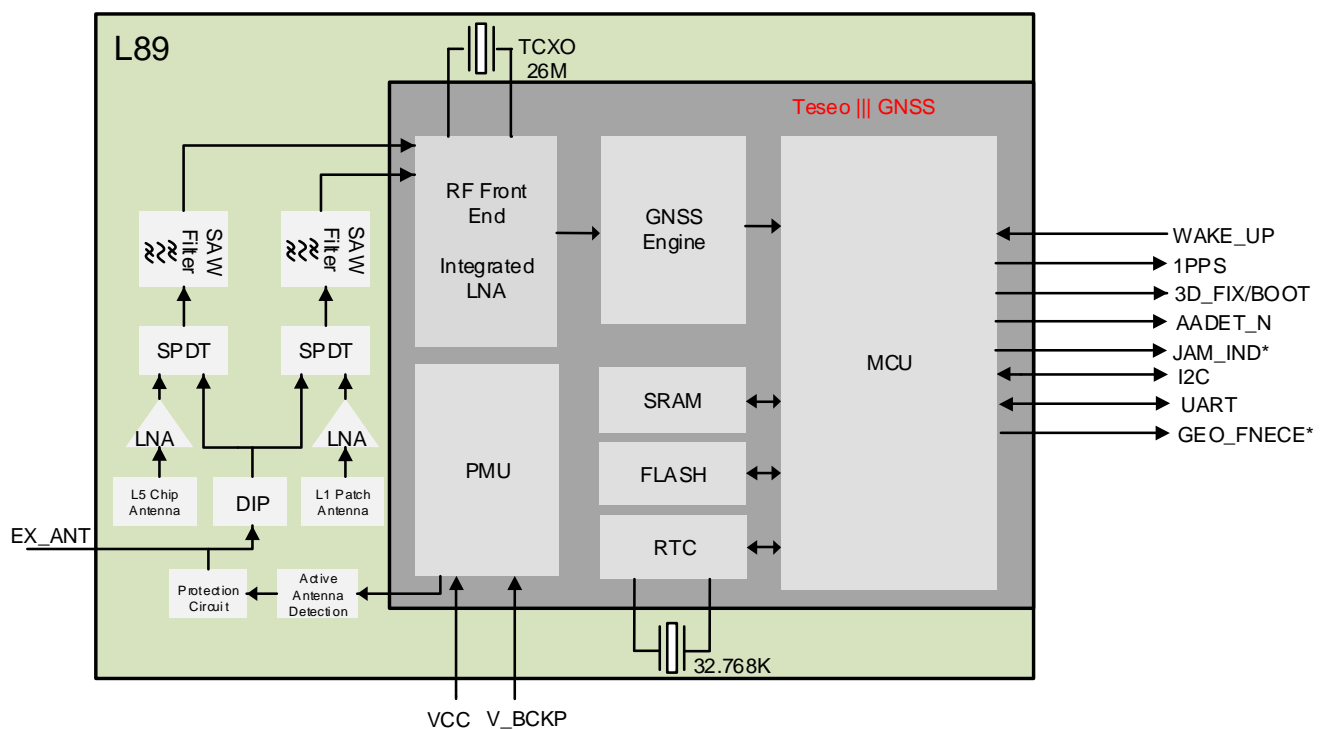 L89
TCXO
26M
Teseo ||| GNSS
RF Front
End
Integrated
LNA
GNSS
Engine
MCU
SAW
Filter
SAW
Filter
SPDT
SPDT
LNA
LNA
L5 Chip
Antenna
DIP
L1 Patch
Antenna
EX_ANT
Protection
Circuit
Active
Antenna
Detection
PMU
SRAM
FLASH
RTC
32.768K
VCC
V_BCKP
WAKE_UP
1PPS
3D_FIX/BOOT
AADET_N
JAM_IND*
I2C
UART
GEO_FNECE*